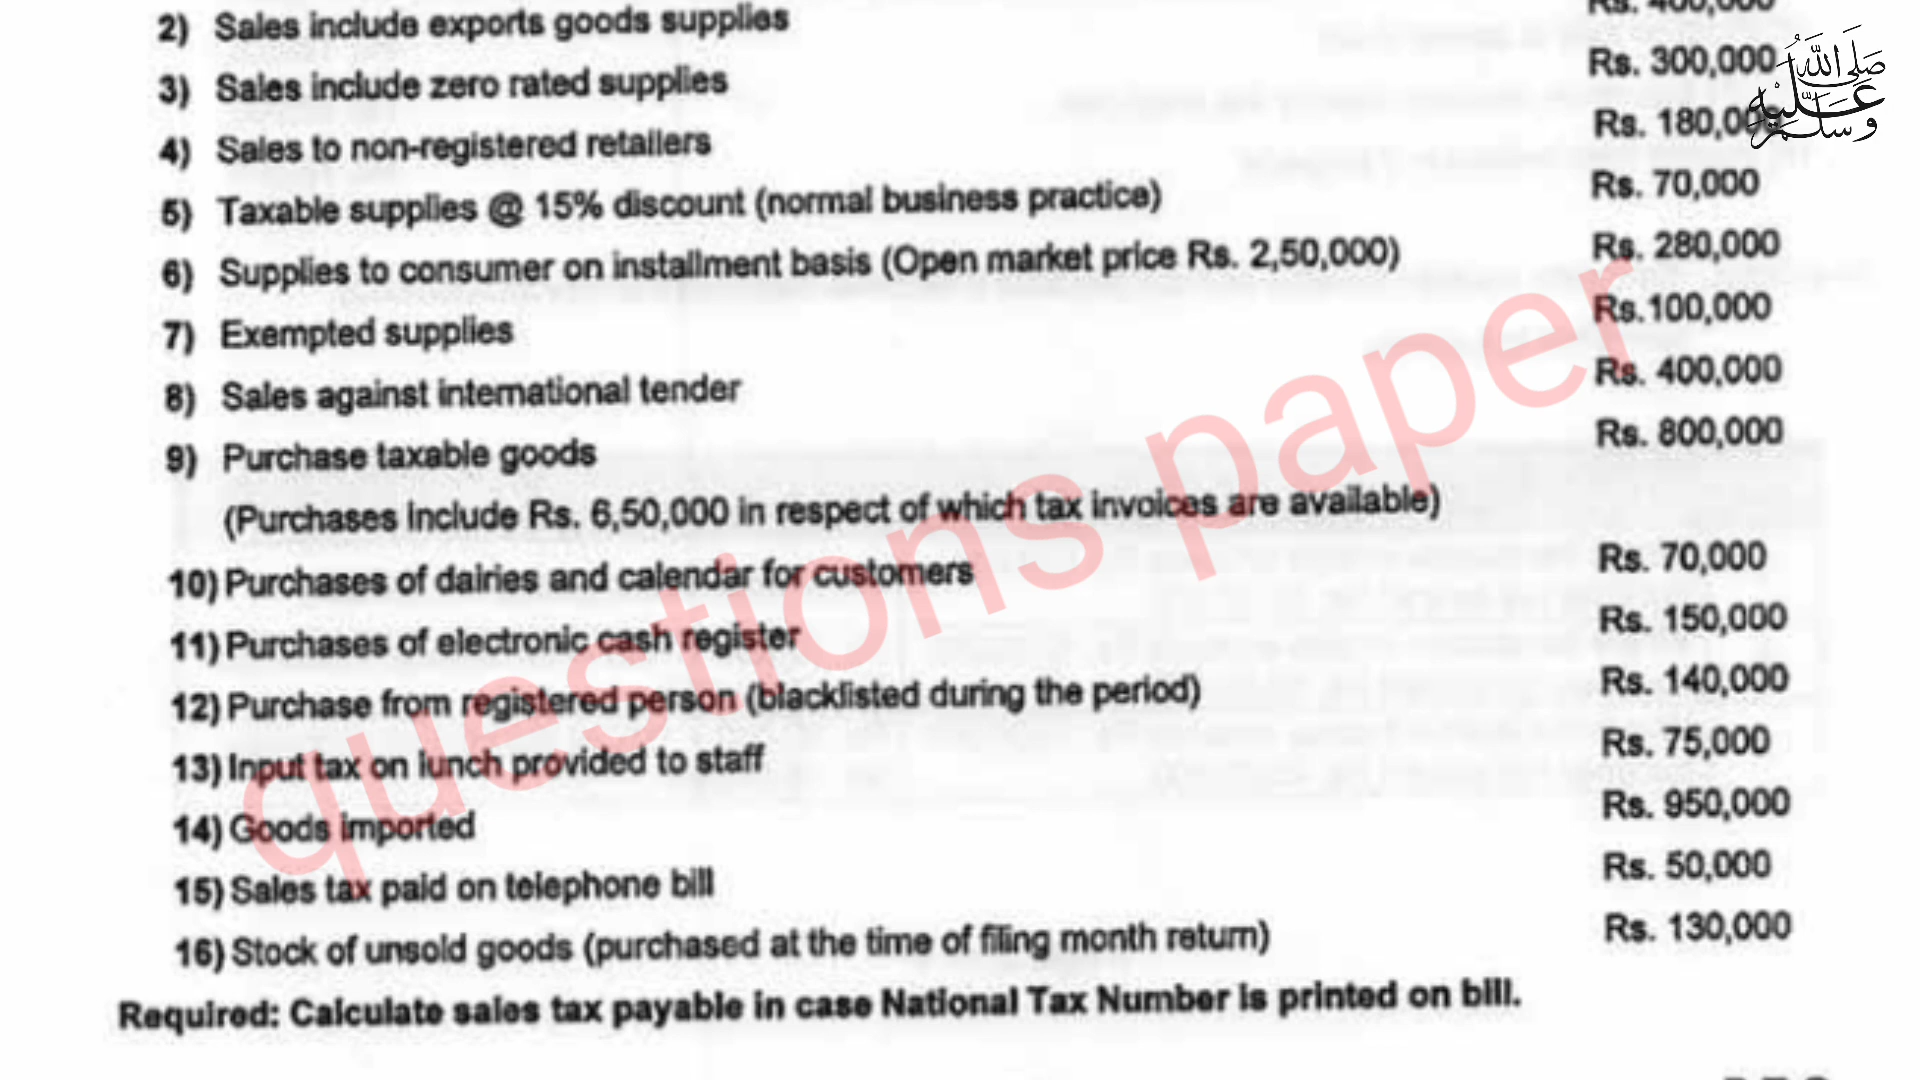 2) Sales include exports goods supplies Rs. 400,000
3) Sales include zero rated supplies Rs. 300,000
4) Sales to non-registered retailers Rs. 180,000
5) Taxable supplies @ 15% discount (normal business practice) Rs. 70,000
6) Supplies to consumer on installment basis (Open market price Rs. 2,50,000) Rs. 280,000
7) Exempted supplies Rs.100,000
8) Sales against international tender Rs. 400,000
9) Purchase taxable goods Rs. 800,000
(Purchases include Rs. 6,50,000 in respect of which tax invoices are available)
10) Purchases of dairies and calendar for customers Rs. 70,000
11) Purchases of electronic cash register Rs. 150,000
12) Purchase from registered person (blacklisted during the period) Rs. 140,000
13) Input tax on lunch provided to staff Rs. 75,000
14) Goods imported Rs. 950,000
15) Sales tax paid on telephone bill Rs. 50,000
16) Stock of unsold goods (purchased at the time of filing month return) Rs. 130,000
Required: Calculate sales tax payable in case National Tax Number is printed on bill.
questions paper
صلى الله عليه وسلم